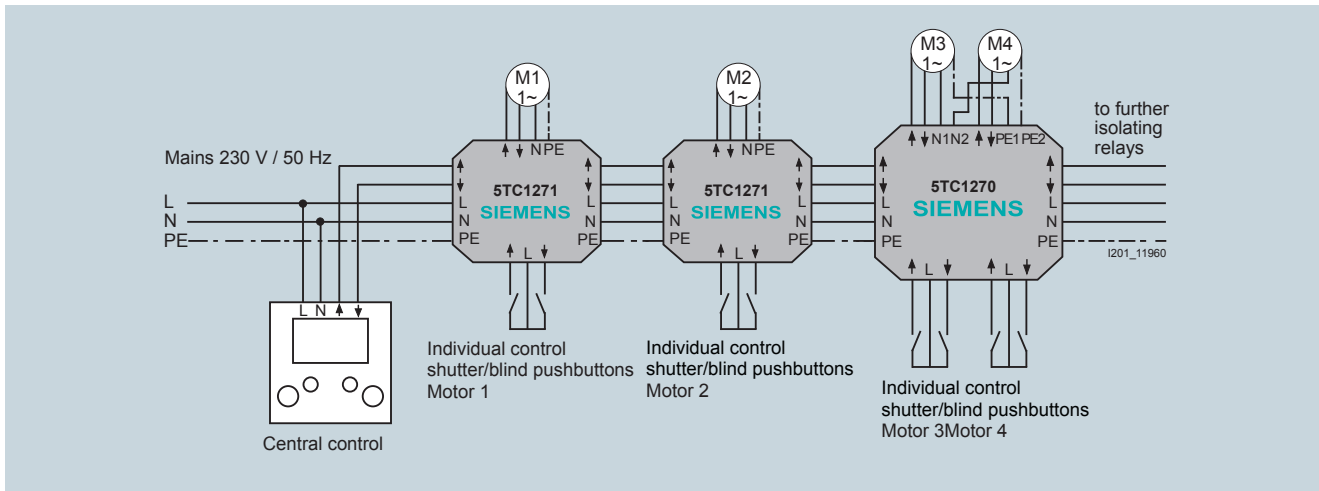 M1
1~
M2
1~
M3
1~
M4
1~
to further
isolating
relays
Mains 230 V / 50 Hz
L
N
PE
↑ ↓ N PE
↑ ↑
↓ ↓
L L
N N
PE PE
5TC1271
SIEMENS
↑ L ↓
↑ ↓ N PE
↑ ↑
↓ ↓
L L
N N
PE PE
5TC1271
SIEMENS
↑ L ↓
↑ ↓ N1 N2 ↑ ↓ PE1 PE2
↑ ↑
↓ ↓
L L
N N
PE PE
5TC1270
SIEMENS
↑ L ↓ ↑ L ↓
I201_11960
L N ↑ ↓
Central control
Individual control
shutter/blind pushbuttons
Motor 1
Individual control
shutter/blind pushbuttons
Motor 2
Individual control
shutter/blind pushbuttons
Motor 3Motor 4